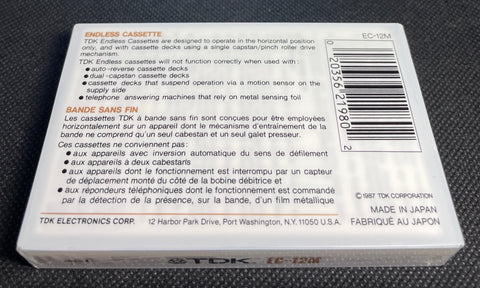 ENDLESS CASSETTE
TDK Endless Cassettes are designed to operate in the horizontal position
only, and with cassette decks using a single capstan/pinch roller drive
mechanism.
TDK Endless cassettes will not function correctly when used with:
● auto-reverse cassette decks
● dual-capstan cassette decks
● cassette decks that suspend operation via a motion sensor on the
supply side
● telephone answering machines that rely on metal sensing foil
BANDE SANS FIN
Les cassettes TDK à bande sans fin sont conçues pour être employées
horizontalement sur un appareil dont le mécanisme d'entraînement de la
bande ne comprend qu'un seul cabestan et un seul galet presseur.
Ces cassettes ne conviennent pas:
● aux appareils avec inversion automatique du sens de défilement
● aux appareils à deux cabestans
● aux appareils dont le fonctionnement est interrompu par un capteur
de déplacement monté du côté de la bobine débitrice et
● aux répondeurs téléphoniques dont le fonctionnement est commandé
par la détection de la présence, sur la bande, d'un film métallique
TDK ELECTRONICS CORP. 12 Harbor Park Drive, Port Washington, N.Y. 11050 U.S.A.
EC-12M
0 20356 21980 2
© 1987 TDK CORPORATION
MADE IN JAPAN
FABRIQUÉ AU JAPON
TDK EC-12M